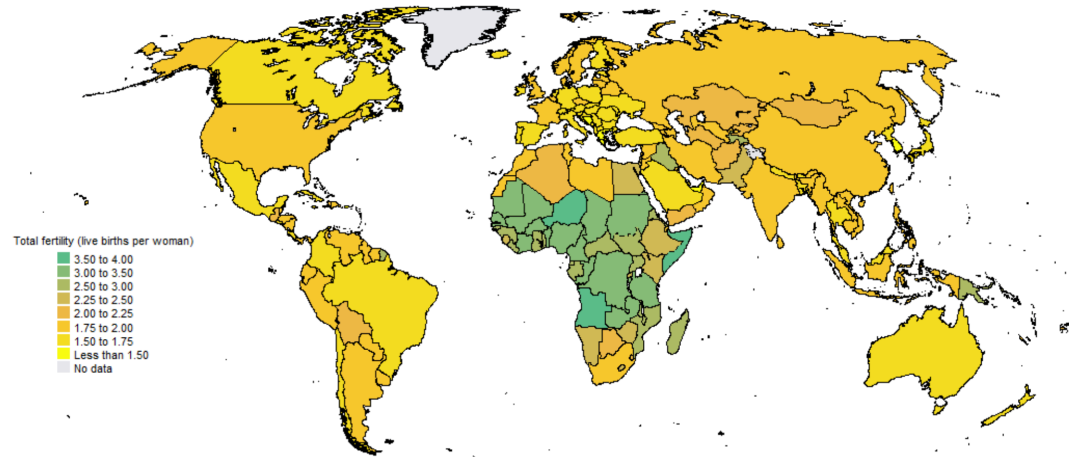 Total fertility (live births per woman)
3.50 to 4.00
3.00 to 3.50
2.50 to 3.00
2.25 to 2.50
2.00 to 2.25
1.75 to 2.00
1.50 to 1.75
Less than 1.50
No data